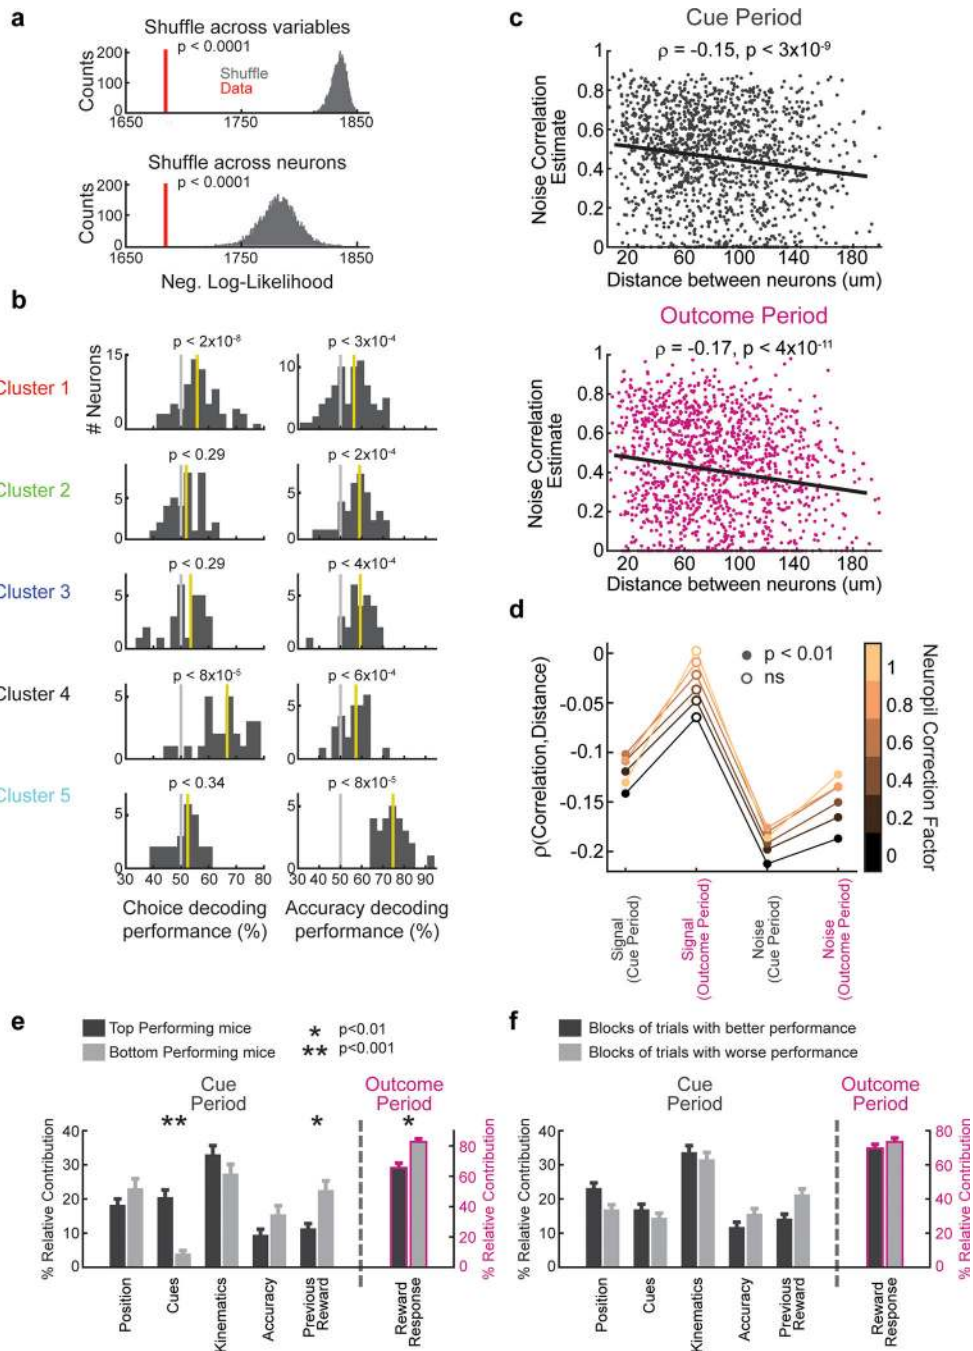 a
Shuffle across variables
p < 0.0001
Counts
200
100
0
Shuffle
Data
1650
1750
1850
Shuffle across neurons
p < 0.0001
Counts
200
100
0
1650
1750
1850
Neg. Log-Likelihood
b
# Neurons
Cluster 1
15
0
p < 2x10-8
10
0
p < 3x10-4
Cluster 2
5
0
p < 0.29
5
0
p < 2x10-4
Cluster 3
5
0
p < 0.29
5
0
p < 4x10-4
Cluster 4
5
0
p < 8x10-5
5
0
p < 6x10-4
Cluster 5
5
0
p < 0.34
5
0
p < 8x10-5
30 40 50 60 70 80
30 50 70 90
Choice decoding
performance (%)
Accuracy decoding
performance (%)
c
Cue Period
ρ = -0.15, p < 3x10-9
Noise Correlation
Estimate
1
0.8
0.6
0.4
0.2
0
20 60 100 140 190
Distance between neurons (um)
Outcome Period
ρ = -0.17, p < 4x10-11
Noise Correlation
Estimate
1
0.8
0.6
0.4
0.2
0
20 60 100 140 180
Distance between neurons (um)
d
ρ(Correlation,Distance)
0
-0.05
-0.1
-0.15
-0.2
p < 0.01
ns
Signal
(Cue Period)
Signal
(Outcome Period)
Noise
(Cue Period)
Noise
(Outcome Period)
1
0.8
0.6
0.4
0.2
0
Neuropil Correction Factor
e
Top Performing mice
Bottom Performing mice
* p<0.01
** p<0.001
Cue
Period
Outcome
Period
**
*
*
% Relative Contribution
40
30
20
10
0
80
60
40
20
0
% Relative Contribution
Position
Cues
Kinematics
Accuracy
Previous
Reward
Reward
Response
f
Blocks of trials with better performance
Blocks of trials with worse performance
Cue
Period
Outcome
Period
% Relative Contribution
40
30
20
10
0
80
60
40
20
0
% Relative Contribution
Position
Cues
Kinematics
Accuracy
Previous
Reward
Reward
Response